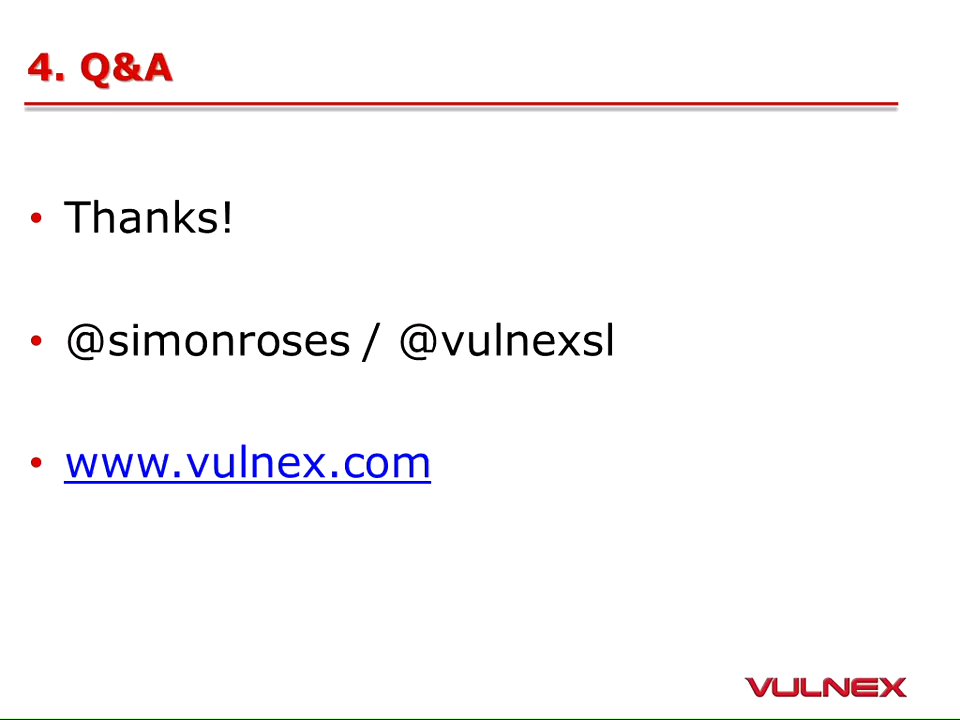 4. Q&A
• Thanks!
• @simonroses / @vulnexsl
• www.vulnex.com
VULNEX